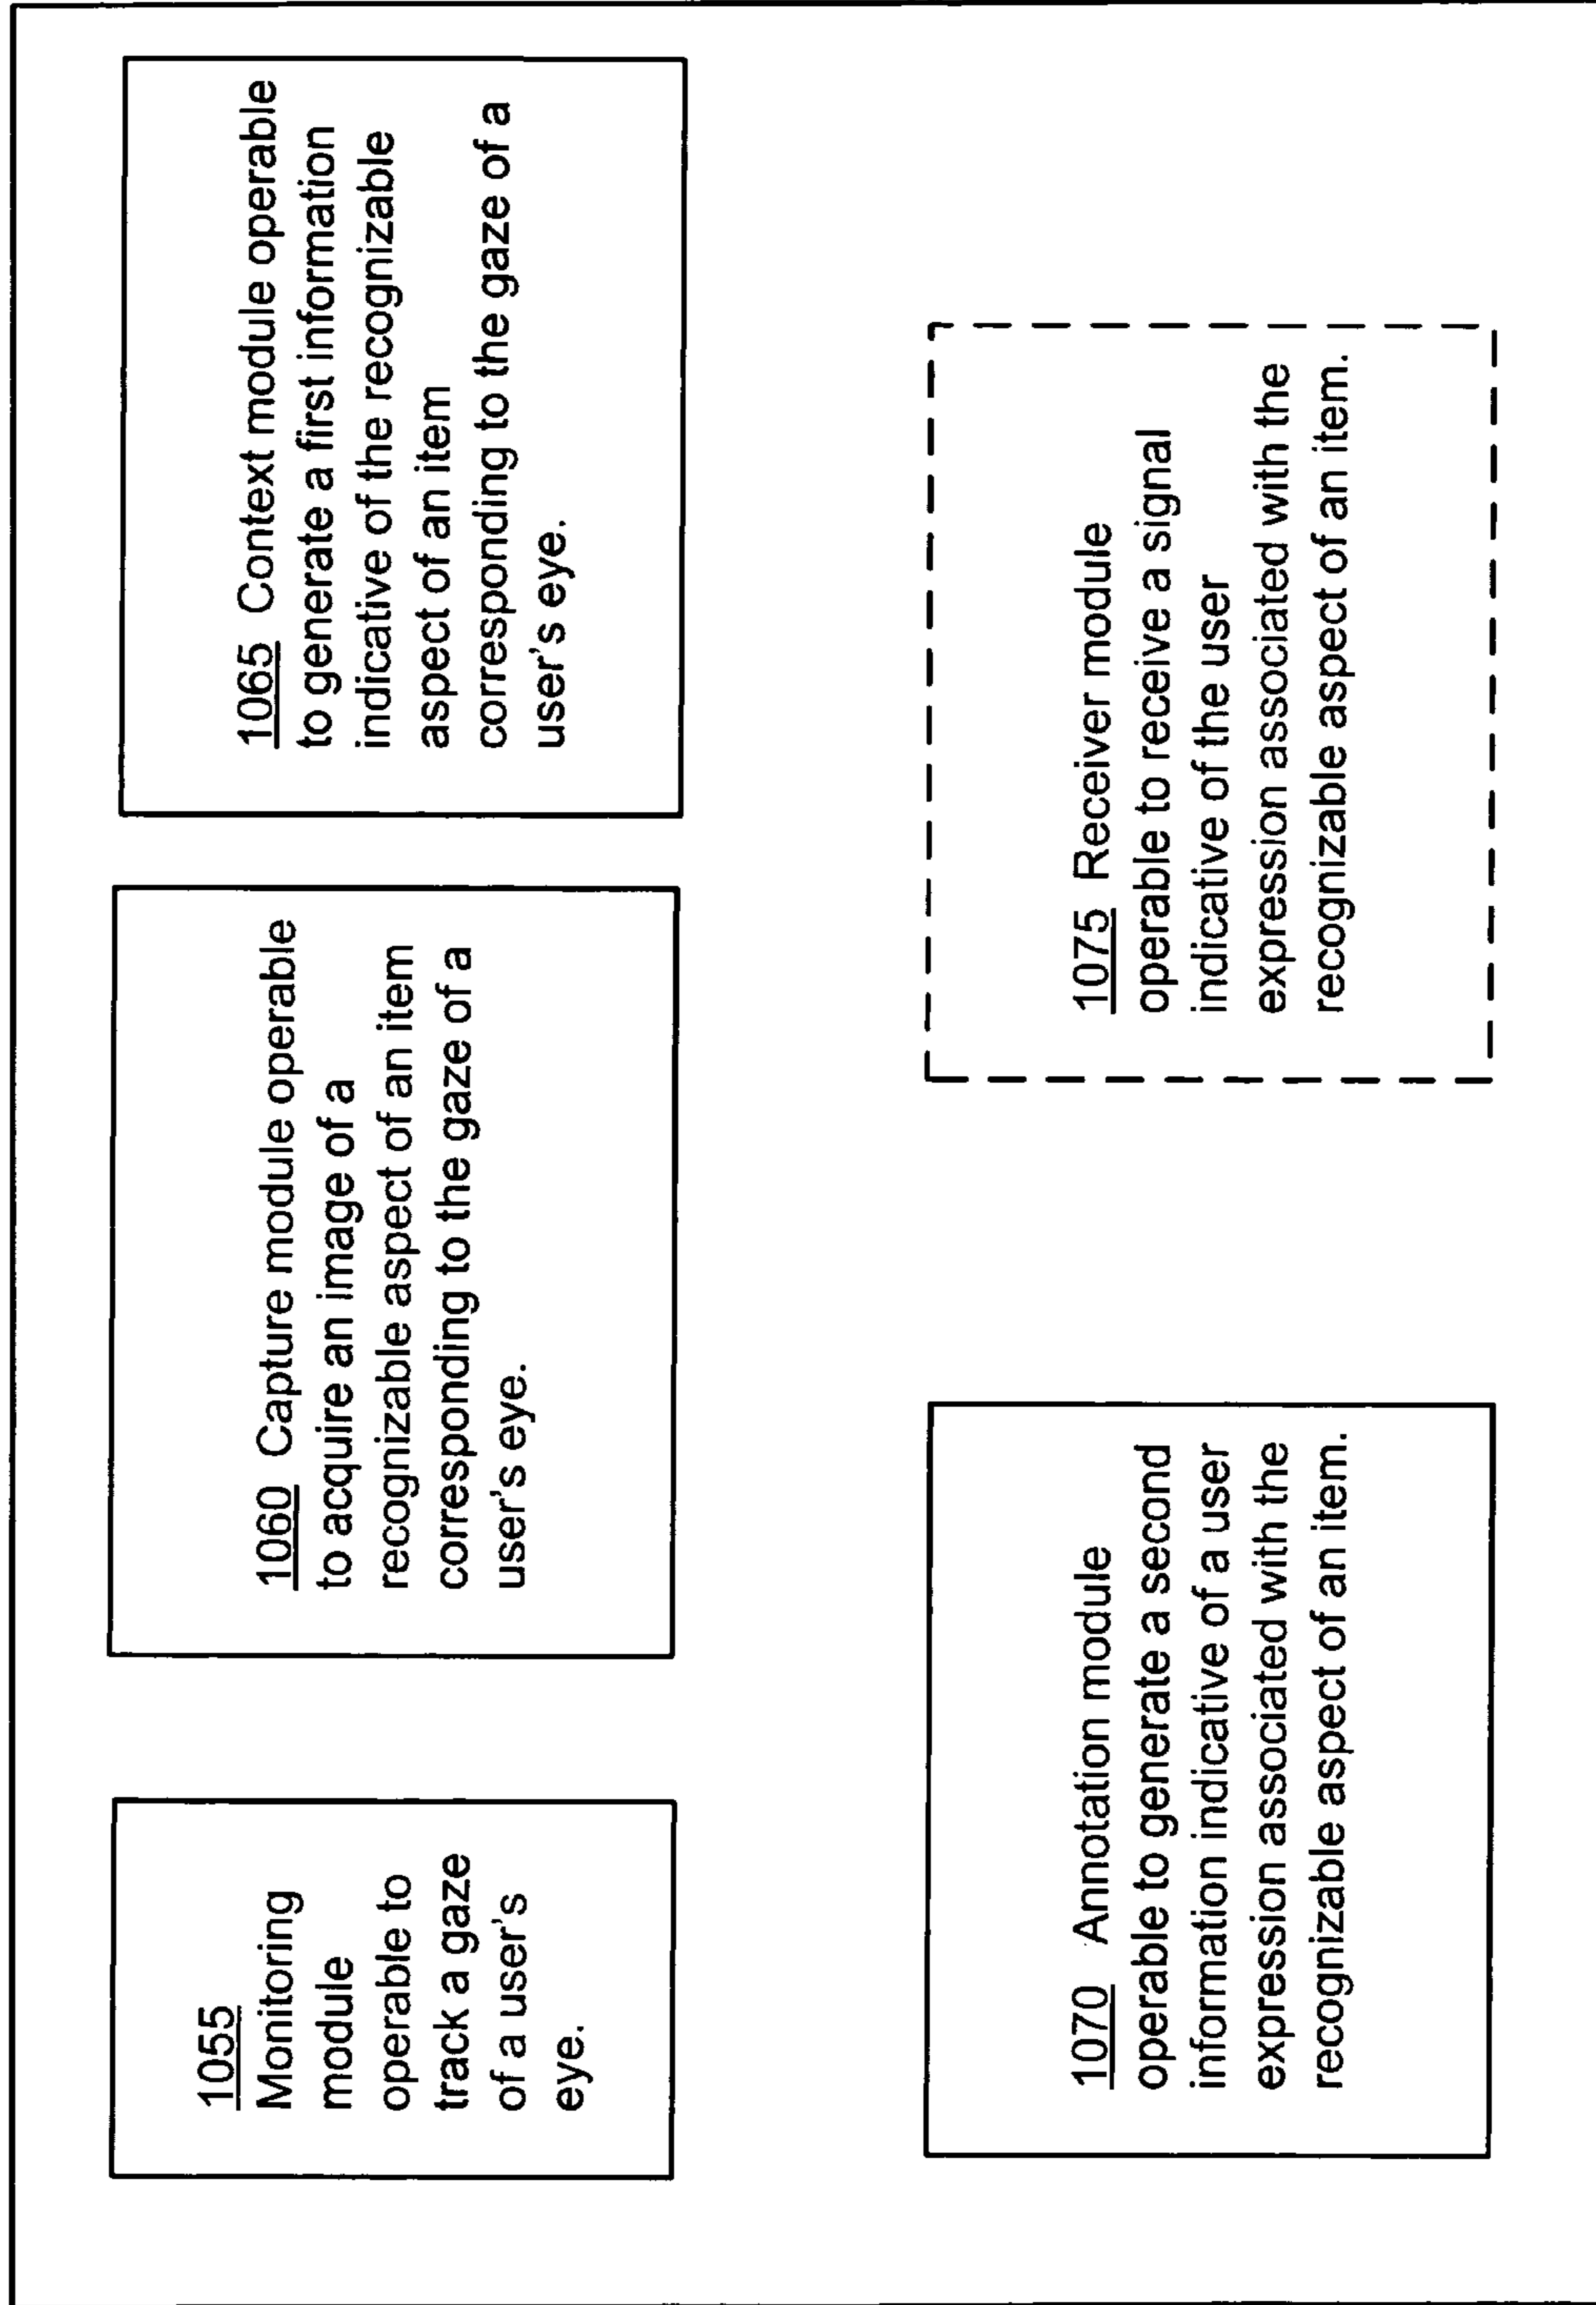 1055
Monitoring
module
operable to
track a gaze
of a user's
eye.
1060 Capture module operable
to acquire an image of a
recognizable aspect of an item
corresponding to the gaze of a
user's eye.
1065 Context module operable
to generate a first information
indicative of the recognizable
aspect of an item
corresponding to the gaze of a
user's eye.
1070 Annotation module
operable to generate a second
information indicative of a user
expression associated with the
recognizable aspect of an item.
1075 Receiver module
operable to receive a signal
indicative of the user
expression associated with the
recognizable aspect of an item.